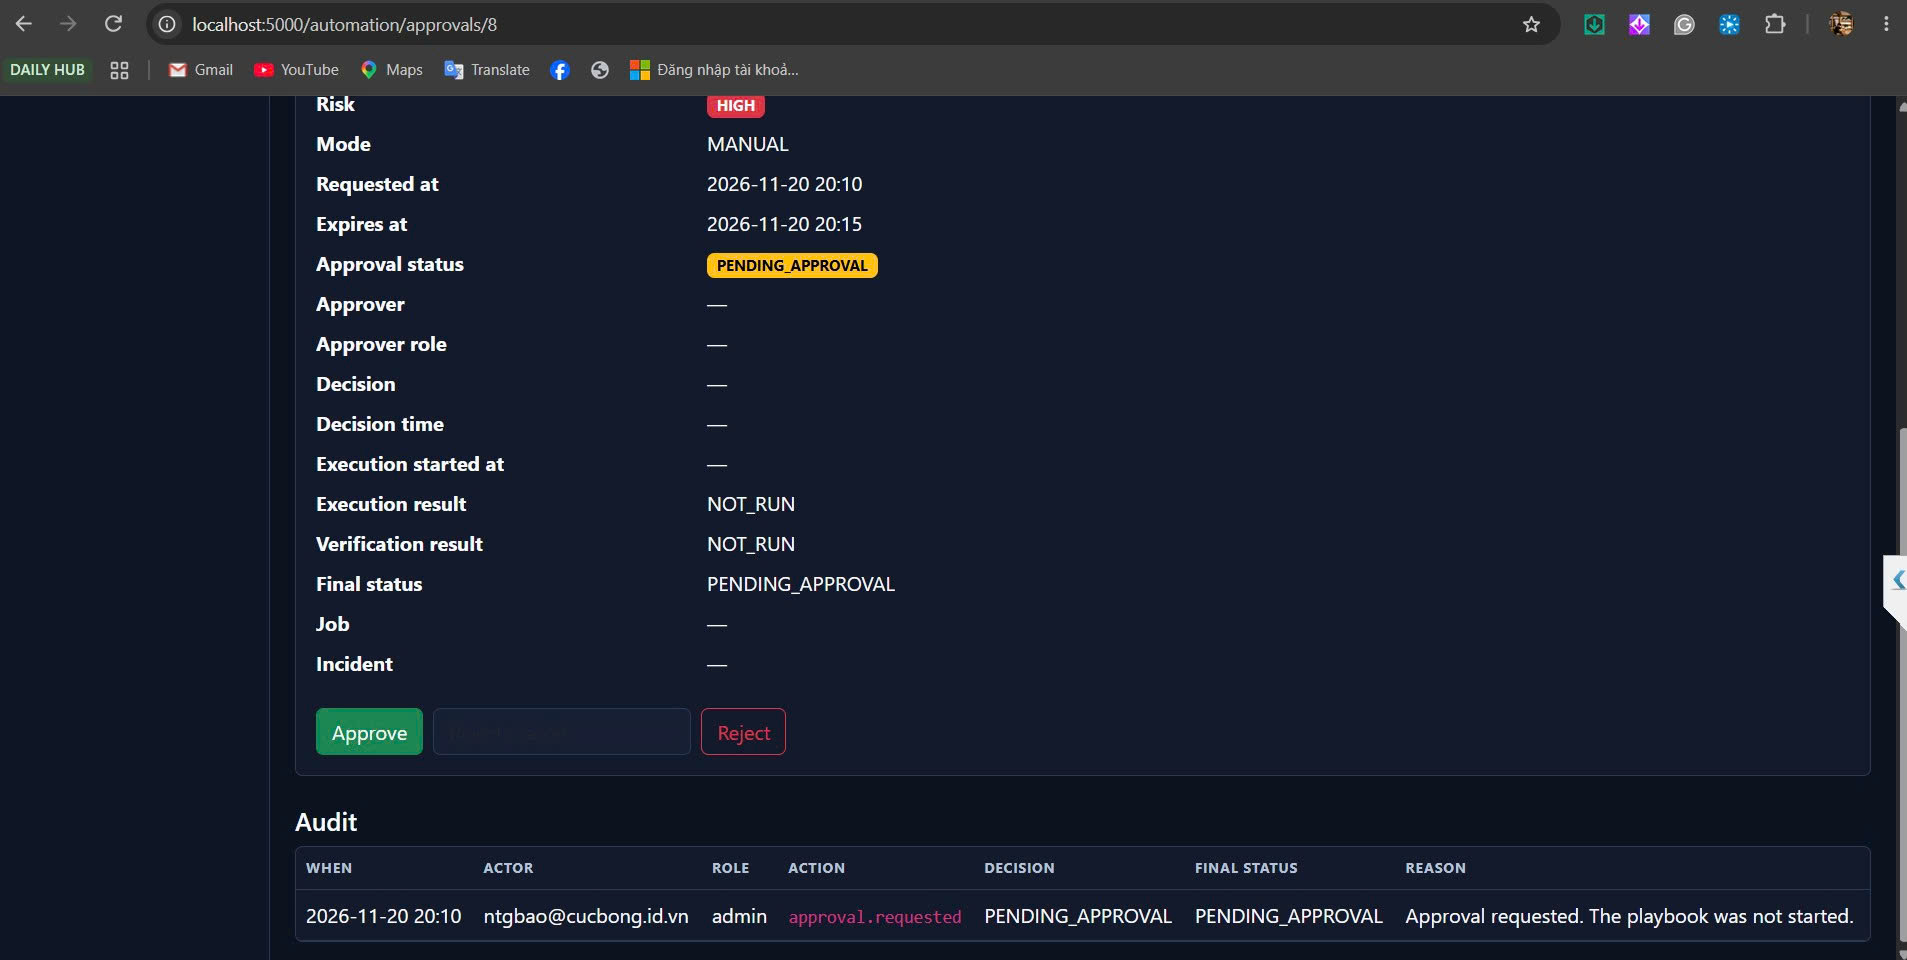 localhost:5000/automation/approvals/8
DAILY HUB Gmail YouTube Maps Translate Đăng nhập tài khoả...
Risk HIGH
Mode MANUAL
Requested at 2026-11-20 20:10
Expires at 2026-11-20 20:15
Approval status PENDING_APPROVAL
Approver —
Approver role —
Decision —
Decision time —
Execution started at —
Execution result NOT_RUN
Verification result NOT_RUN
Final status PENDING_APPROVAL
Job —
Incident —
Approve Reject
Audit
WHEN ACTOR ROLE ACTION DECISION FINAL STATUS REASON
2026-11-20 20:10 ntgbao@cucbong.id.vn admin approval.requested PENDING_APPROVAL PENDING_APPROVAL Approval requested. The playbook was not started.